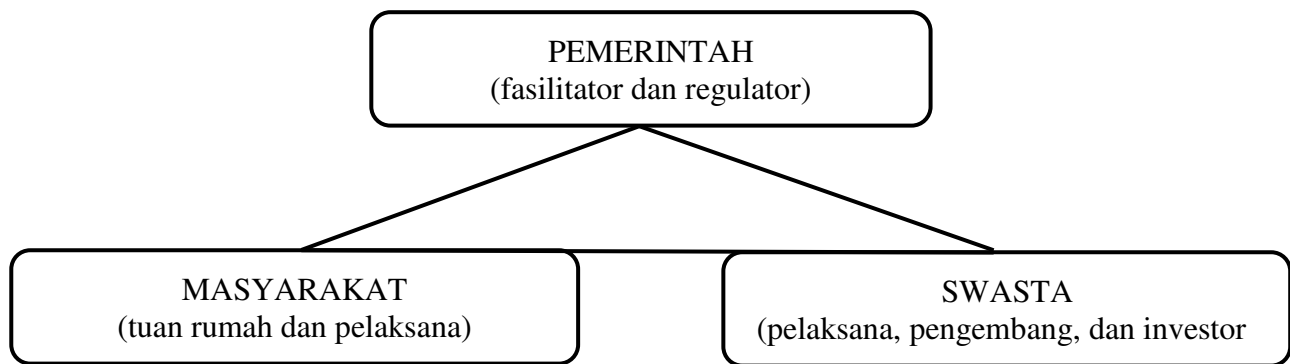 PEMERINTAH
(fasilitator dan regulator)
MASYARAKAT
(tuan rumah dan pelaksana)
SWASTA
(pelaksana, pengembang, dan investor